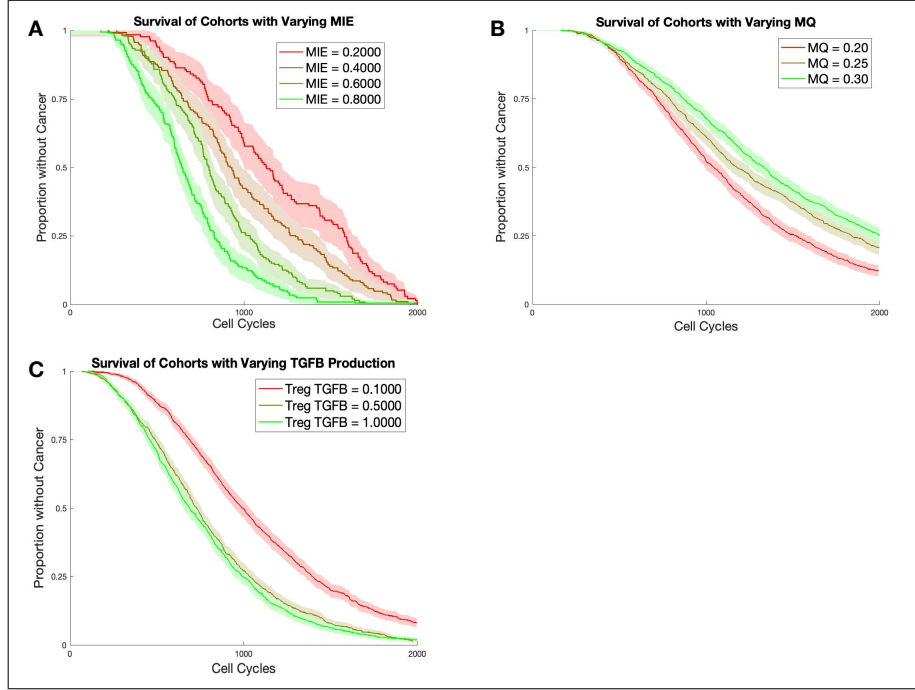 A
Survival of Cohorts with Varying MIE
Proportion without Cancer
1
0.75
0.5
0.25
0
MIE = 0.2000
MIE = 0.4000
MIE = 0.6000
MIE = 0.8000
0
1000
2000
Cell Cycles
B
Survival of Cohorts with Varying MQ
Proportion without Cancer
1
0.75
0.5
0.25
0
MQ = 0.20
MQ = 0.25
MQ = 0.30
1000
2000
Cell Cycles
C
Survival of Cohorts with Varying TGFB Production
Proportion without Cancer
1
0.75
0.5
0.25
0
Treg TGFB = 0.1000
Treg TGFB = 0.5000
Treg TGFB = 1.0000
0
1000
2000
Cell Cycles